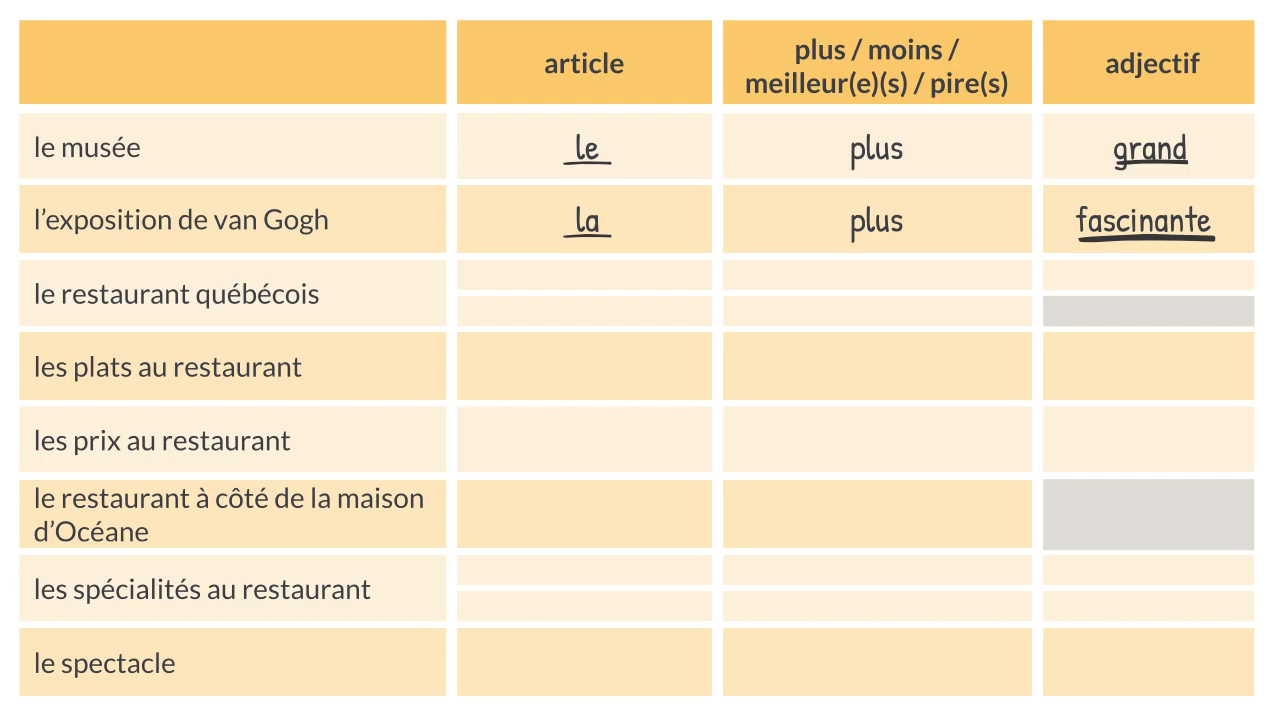 article
plus / moins /
meilleur(e)(s) / pire(s)
adjectif
le musée
le
plus
grand
l’exposition de van Gogh
la
plus
fascinante
le restaurant québécois
les plats au restaurant
les prix au restaurant
le restaurant à côté de la maison
d’Océane
les spécialités au restaurant
le spectacle